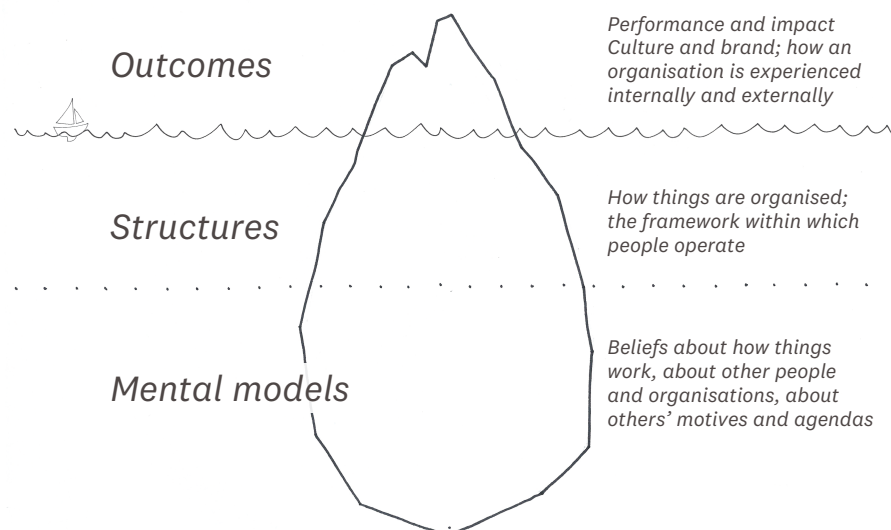 Outcomes
Performance and impact
Culture and brand; how an
organisation is experienced
internally and externally
Structures
How things are organised;
the framework within which
people operate
Mental models
Beliefs about how things
work, about other people
and organisations, about
others’ motives and agendas